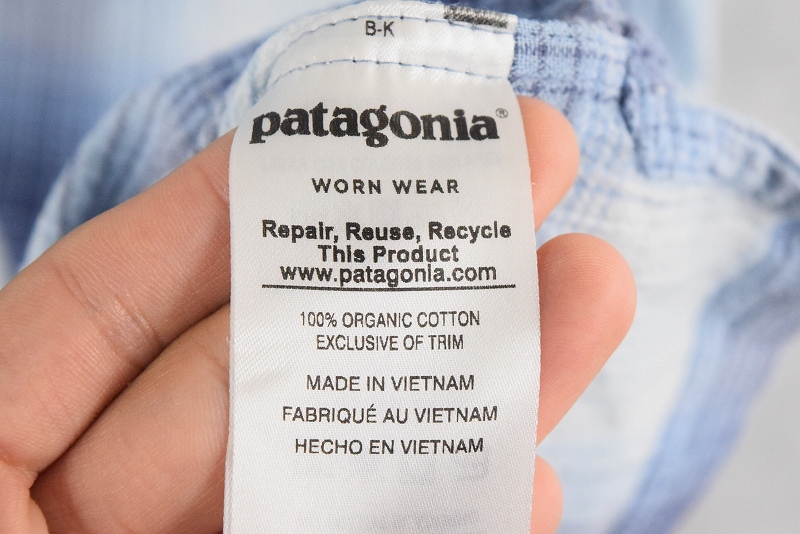 B-K
patagonia®
WORN WEAR
Repair, Reuse, Recycle
This Product
www.patagonia.com
100% ORGANIC COTTON
EXCLUSIVE OF TRIM
MADE IN VIETNAM
FABRIQUÉ AU VIETNAM
HECHO EN VIETNAM